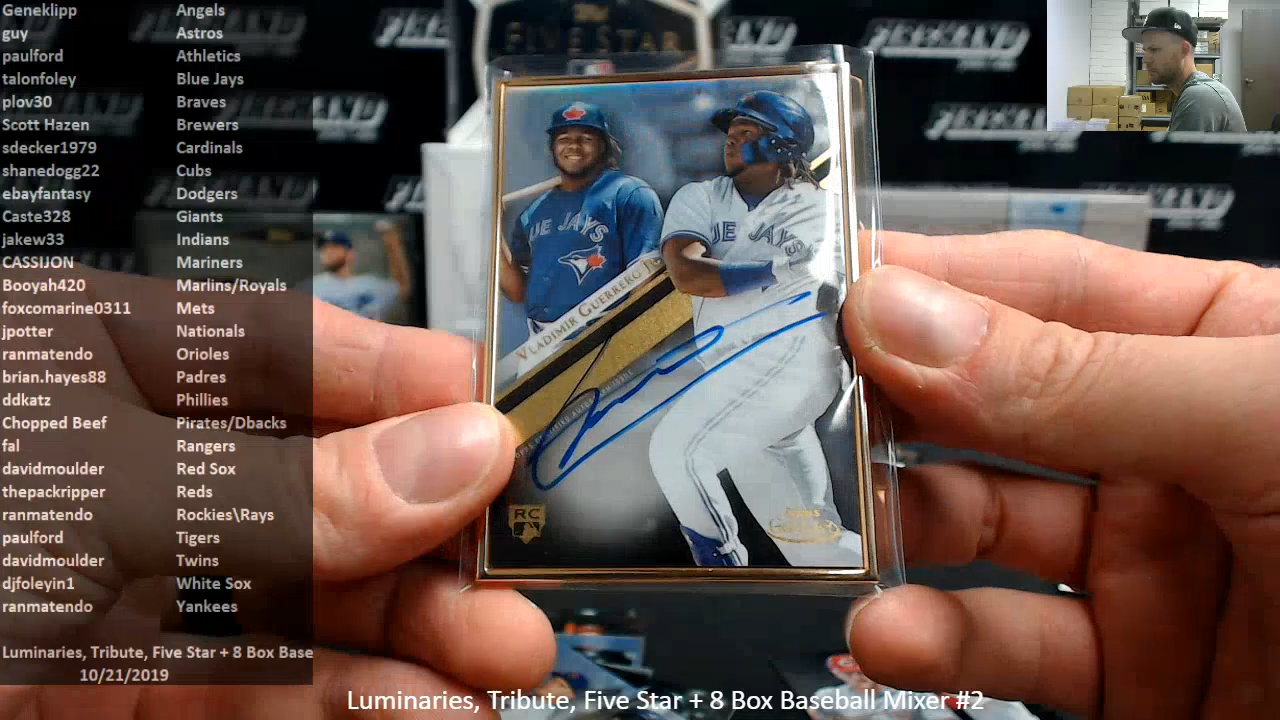 Geneklipp Angels
guy Astros
paulford Athletics
talonfoley Blue Jays
plov30 Braves
Scott Hazen Brewers
sdecker1979 Cardinals
shanedogg22 Cubs
ebayfantasy Dodgers
Caste328 Giants
jakew33 Indians
CASSIJON Mariners
Booyah420 Marlins/Royals
foxcomarine0311 Mets
jpotter Nationals
ranmatendo Orioles
brian.hayes88 Padres
ddkatz Phillies
Chopped Beef Pirates/Dbacks
fal Rangers
davidmoulder Red Sox
thepackripper Reds
ranmatendo Rockies\Rays
paulford Tigers
davidmoulder Twins
djfoleyin1 White Sox
ranmatendo Yankees
Luminaries, Tribute, Five Star + 8 Box Base
10/21/2019
FIVE STAR
UE JAYS
UE JAYS
VLADIMIR GUERRERO JR
RC
Luminaries, Tribute, Five Star + 8 Box Baseball Mixer #2